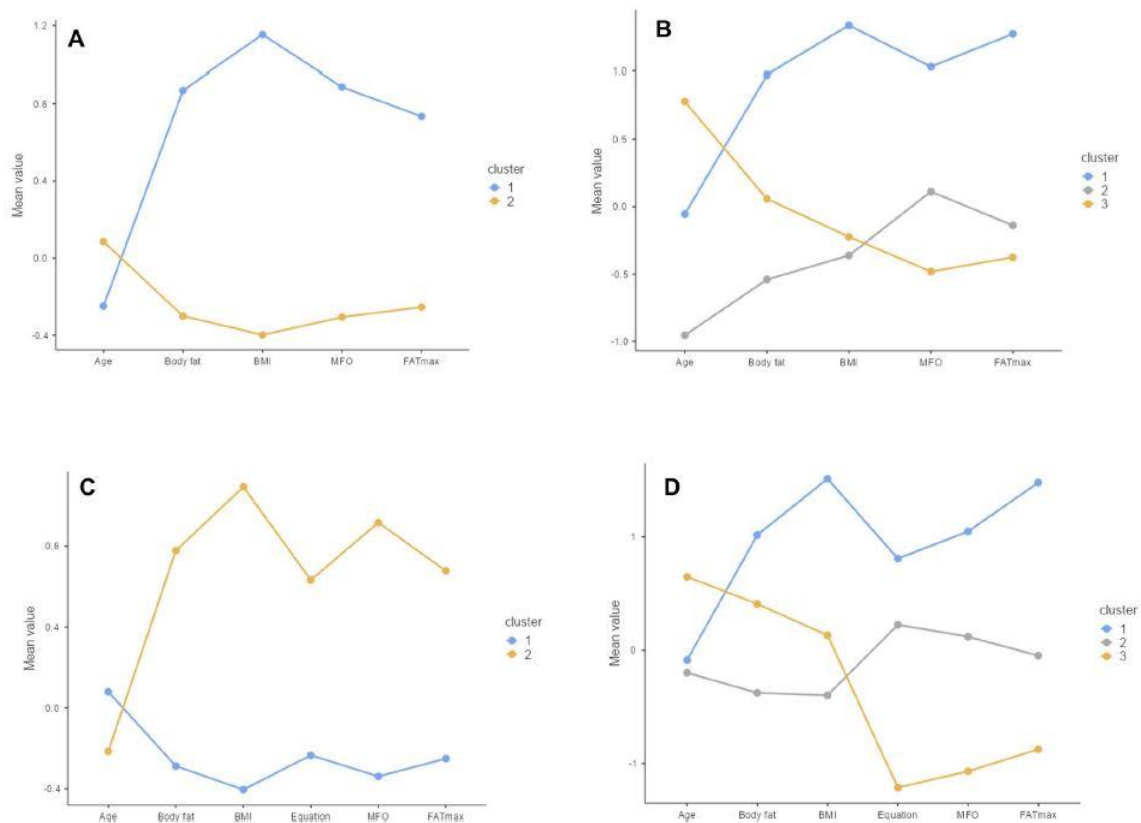 A
1.2
0.8
0.4
0.0
-0.4
Mean value
Age Body fat BMI MFO FATmax
cluster
1
2
B
1.0
0.5
0.0
-0.5
-1.0
Mean value
Age Body fat BMI MFO FATmax
cluster
1
2
3
C
0.8
0.4
0.0
-0.4
Mean value
Age Body fat BMI Equation MFO FATmax
cluster
1
2
D
1
0
-1
Mean value
Age Body fat BMI Equation MFO FATmax
cluster
1
2
3